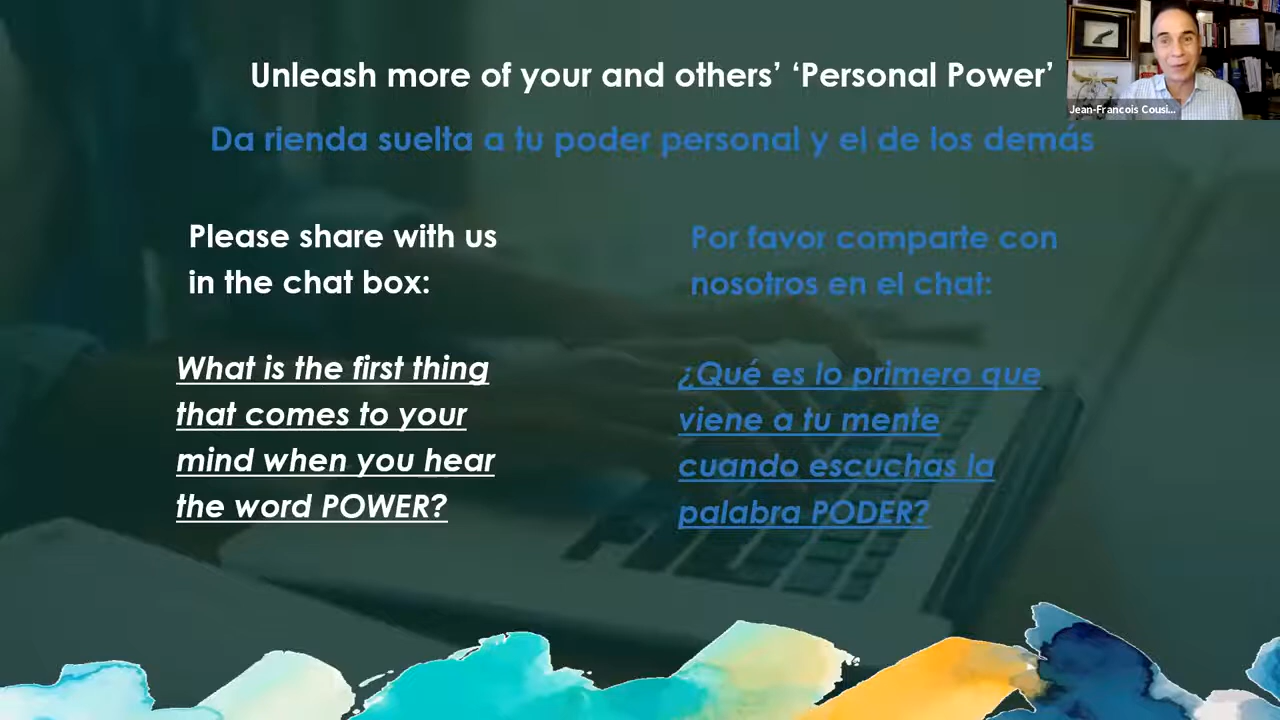 Unleash more of your and others’ ‘Personal Power’
Da rienda suelta a tu poder personal y el de los demás
Please share with us
in the chat box:
What is the first thing
that comes to your
mind when you hear
the word POWER?
Por favor comparte con
nosotros en el chat:
¿Qué es lo primero que
viene a tu mente
cuando escuchas la
palabra PODER?
Jean-Francois Cousi...